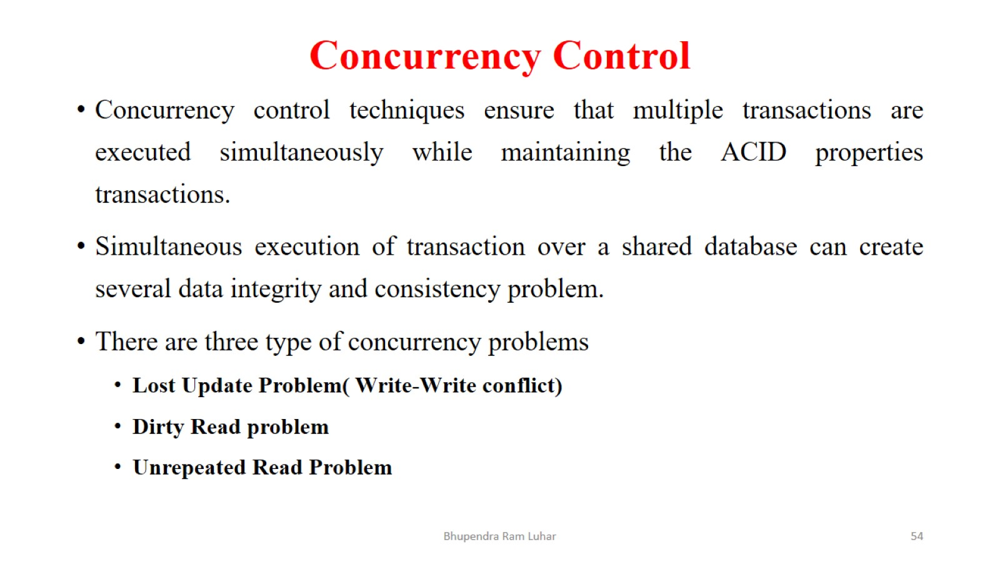 Concurrency Control
• Concurrency control techniques ensure that multiple transactions are
executed simultaneously while maintaining the ACID properties
transactions.
• Simultaneous execution of transaction over a shared database can create
several data integrity and consistency problem.
• There are three type of concurrency problems
• Lost Update Problem( Write-Write conflict)
• Dirty Read problem
• Unrepeated Read Problem
Bhupendra Ram Luhar
54